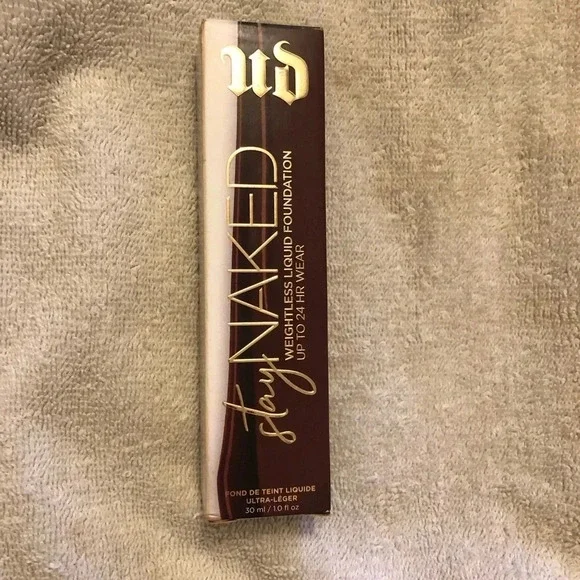 UD
stay NAKED
WEIGHTLESS LIQUID FOUNDATION
UP TO 24 HR WEAR
FOND DE TEINT LIQUIDE
ULTRA-LÉGER
30 ml / 1.0 fl oz